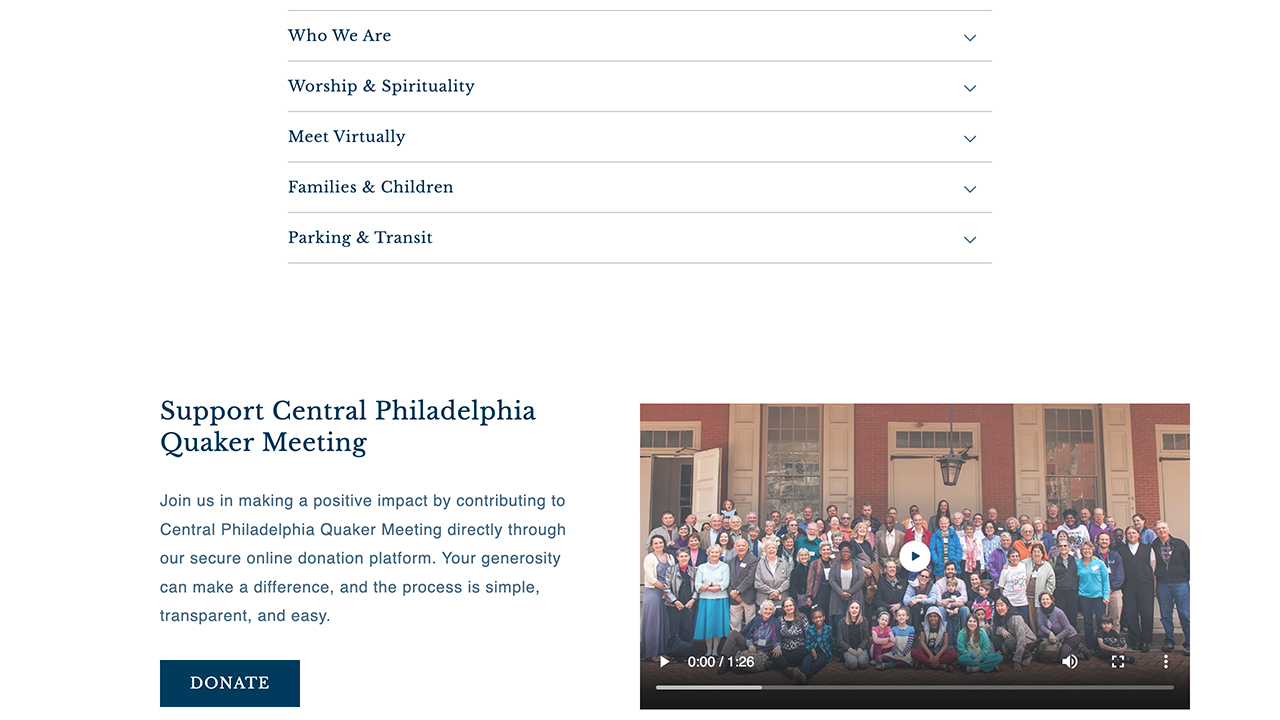 Who We Are
Worship & Spirituality
Meet Virtually
Families & Children
Parking & Transit
Support Central Philadelphia
Quaker Meeting
Join us in making a positive impact by contributing to
Central Philadelphia Quaker Meeting directly through
our secure online donation platform. Your generosity
can make a difference, and the process is simple,
transparent, and easy.
DONATE
0:00 / 1:26